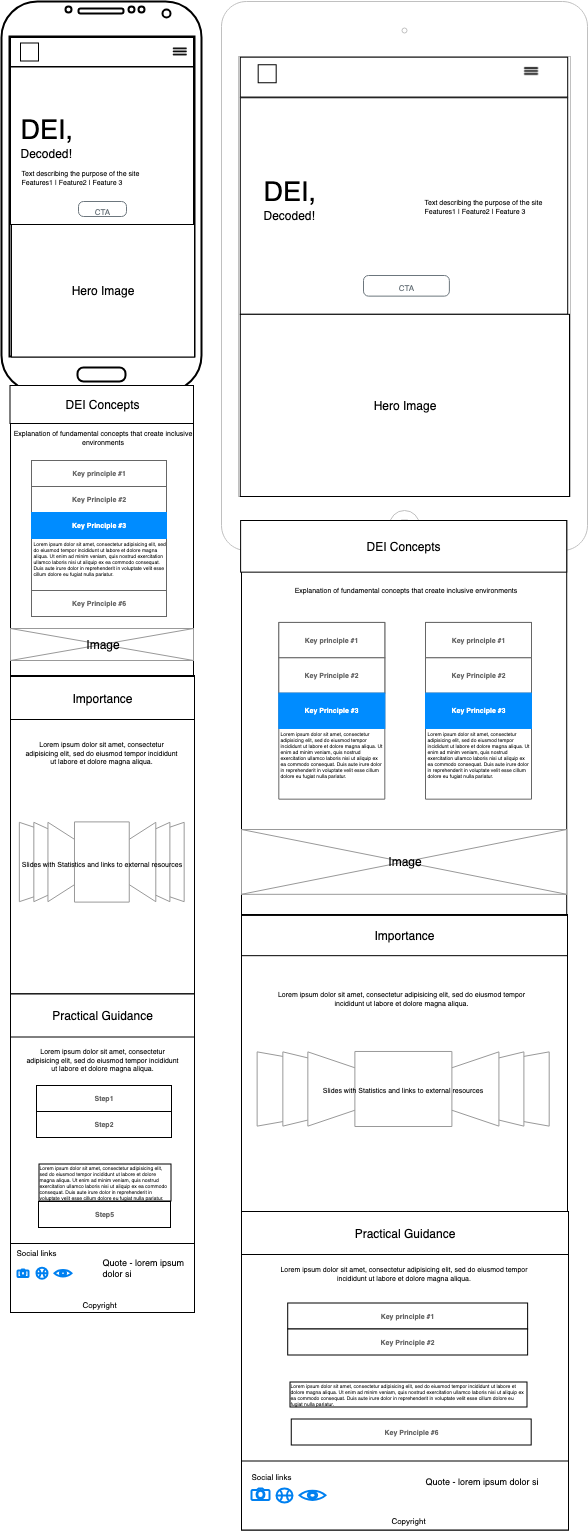 DEI,
Decoded!
Text describing the purpose of the site
Features1 | Feature2 | Feature 3
CTA
Hero Image
DEI Concepts
Explanation of fundamental concepts that create inclusive
environments
Key principle #1
Key Principle #2
Key Principle #3
Lorem ipsum dolor sit amet, consectetur adipisicing elit, sed
do eiusmod tempor incididunt ut labore et dolore magna
aliqua. Ut enim ad minim veniam, quis nostrud exercitation
ullamco laboris nisi ut aliquip ex ea commodo consequat.
Duis aute irure dolor in reprehenderit in voluptate velit esse
cillum dolore eu fugiat nulla pariatur.
Key Principle #6
Image
Importance
Lorem ipsum dolor sit amet, consectetur
adipisicing elit, sed do eiusmod tempor incididunt
ut labore et dolore magna aliqua.
Slides with Statistics and links to external resources
Practical Guidance
Lorem ipsum dolor sit amet, consectetur
adipisicing elit, sed do eiusmod tempor incididunt
ut labore et dolore magna aliqua.
Step1
Step2
Lorem ipsum dolor sit amet, consectetur adipisicing elit,
sed do eiusmod tempor incididunt ut labore et dolore
magna aliqua. Ut enim ad minim veniam, quis nostrud
exercitation ullamco laboris nisi ut aliquip ex ea commodo
consequat. Duis aute irure dolor in reprehenderit in
voluptate velit esse cillum dolore eu fugiat nulla pariatur.
Step5
Social links
Quote - lorem ipsum
dolor si
Copyright
DEI,
Decoded!
Text describing the purpose of the site
Features1 | Feature2 | Feature 3
CTA
Hero Image
DEI Concepts
Explanation of fundamental concepts that create inclusive environments
Key principle #1
Key Principle #2
Key Principle #3
Lorem ipsum dolor sit amet, consectetur
adipisicing elit, sed do eiusmod tempor
incididunt ut labore et dolore magna aliqua. Ut
enim ad minim veniam, quis nostrud
exercitation ullamco laboris nisi ut aliquip ex
ea commodo consequat. Duis aute irure dolor
in reprehenderit in voluptate velit esse cillum
dolore eu fugiat nulla pariatur.
Key principle #1
Key Principle #2
Key Principle #3
Lorem ipsum dolor sit amet, consectetur
adipisicing elit, sed do eiusmod tempor
incididunt ut labore et dolore magna aliqua. Ut
enim ad minim veniam, quis nostrud
exercitation ullamco laboris nisi ut aliquip ex
ea commodo consequat. Duis aute irure dolor
in reprehenderit in voluptate velit esse cillum
dolore eu fugiat nulla pariatur.
Image
Importance
Lorem ipsum dolor sit amet, consectetur adipisicing elit, sed do eiusmod tempor
incididunt ut labore et dolore magna aliqua.
Slides with Statistics and links to external resources
Practical Guidance
Lorem ipsum dolor sit amet, consectetur adipisicing elit, sed do eiusmod tempor
incididunt ut labore et dolore magna aliqua.
Key principle #1
Key Principle #2
Lorem ipsum dolor sit amet, consectetur adipisicing elit, sed do eiusmod tempor incididunt ut labore et
dolore magna aliqua. Ut enim ad minim veniam, quis nostrud exercitation ullamco laboris nisi ut aliquip ex
ea commodo consequat. Duis aute irure dolor in reprehenderit in voluptate velit esse cillum dolore eu
fugiat nulla pariatur.
Key Principle #6
Social links
Quote - lorem ipsum dolor si
Copyright